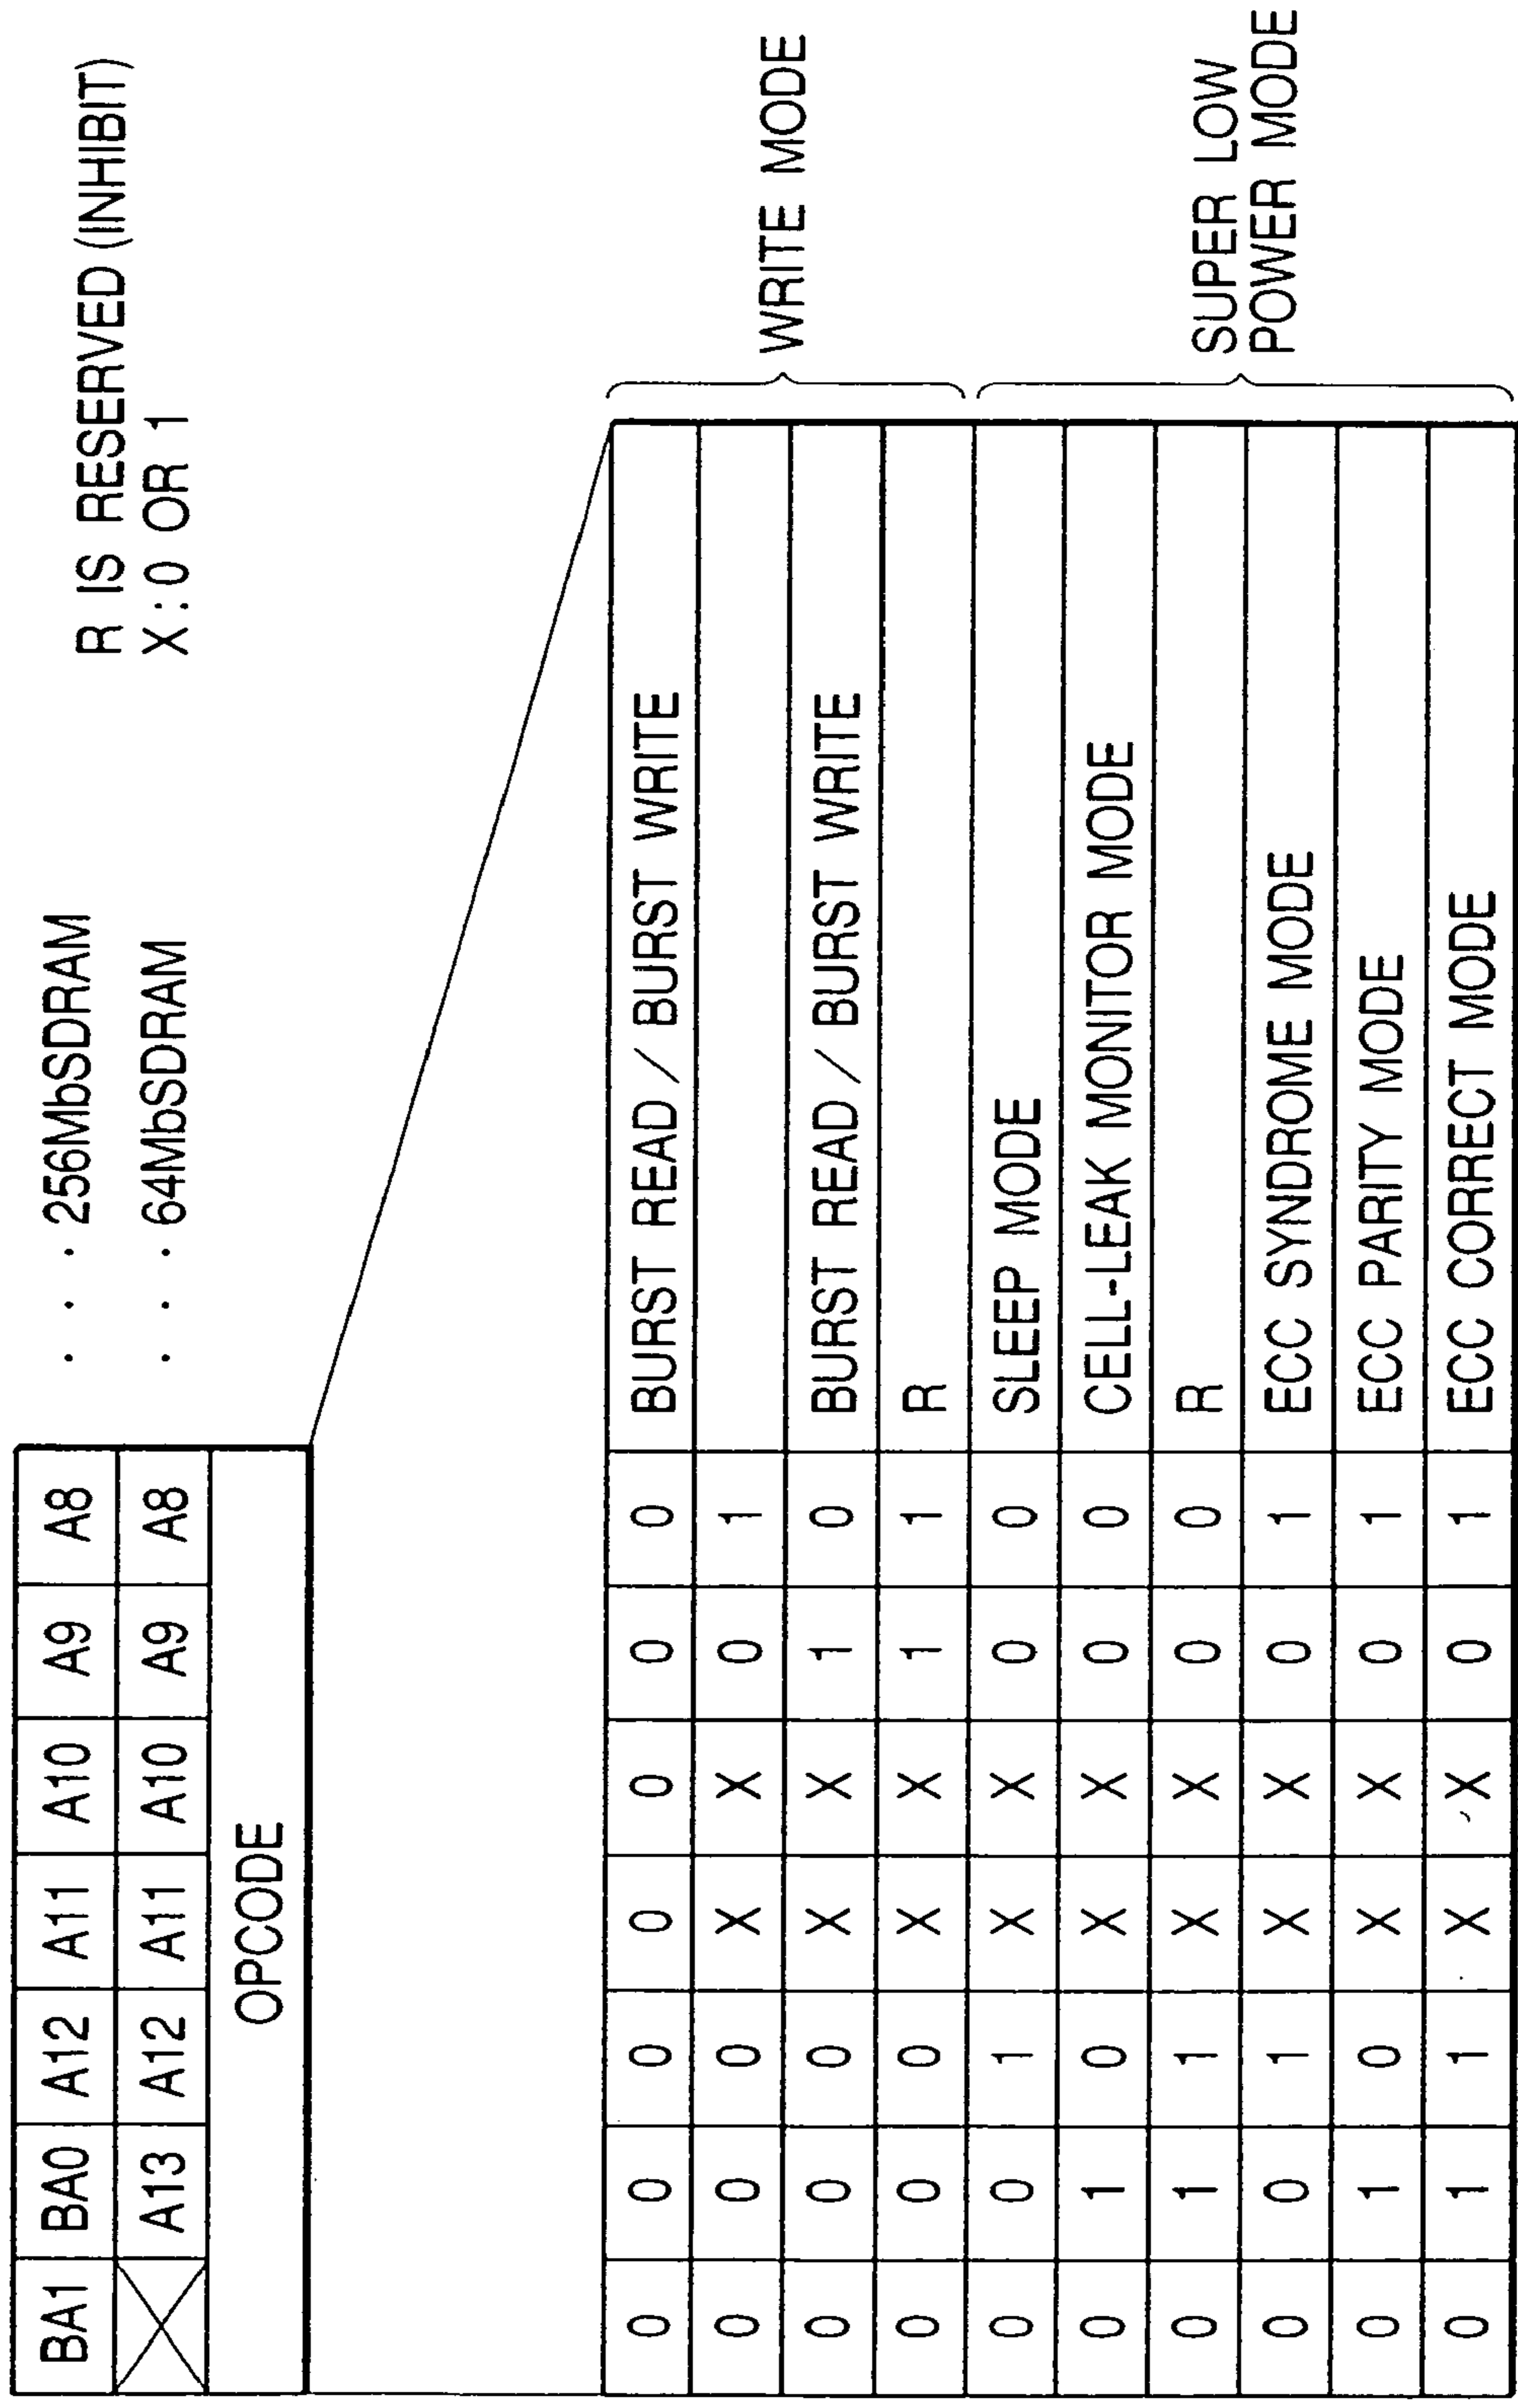 R IS RESERVED (INHIBIT)
X : 0 OR 1
BA1 BA0 A12 A11 A10 A9 A8 · · · 256MbSDRAM
A13 A12 A11 A10 A9 A8 · · · 64MbSDRAM
OPCODE
0 0 0 0 0 0 0 BURST READ / BURST WRITE
0 0 0 X X 0 1
0 0 0 X X 1 0 BURST READ / BURST WRITE
0 0 0 X X 1 1 R
WRITE MODE
0 0 1 X X 0 0 SLEEP MODE
0 1 0 X X 0 0 CELL-LEAK MONITOR MODE
0 1 1 X X 0 0 R
0 0 1 X X 0 1 ECC SYNDROME MODE
0 1 0 X X 0 1 ECC PARITY MODE
0 1 1 X X 0 1 ECC CORRECT MODE
SUPER LOW
POWER MODE